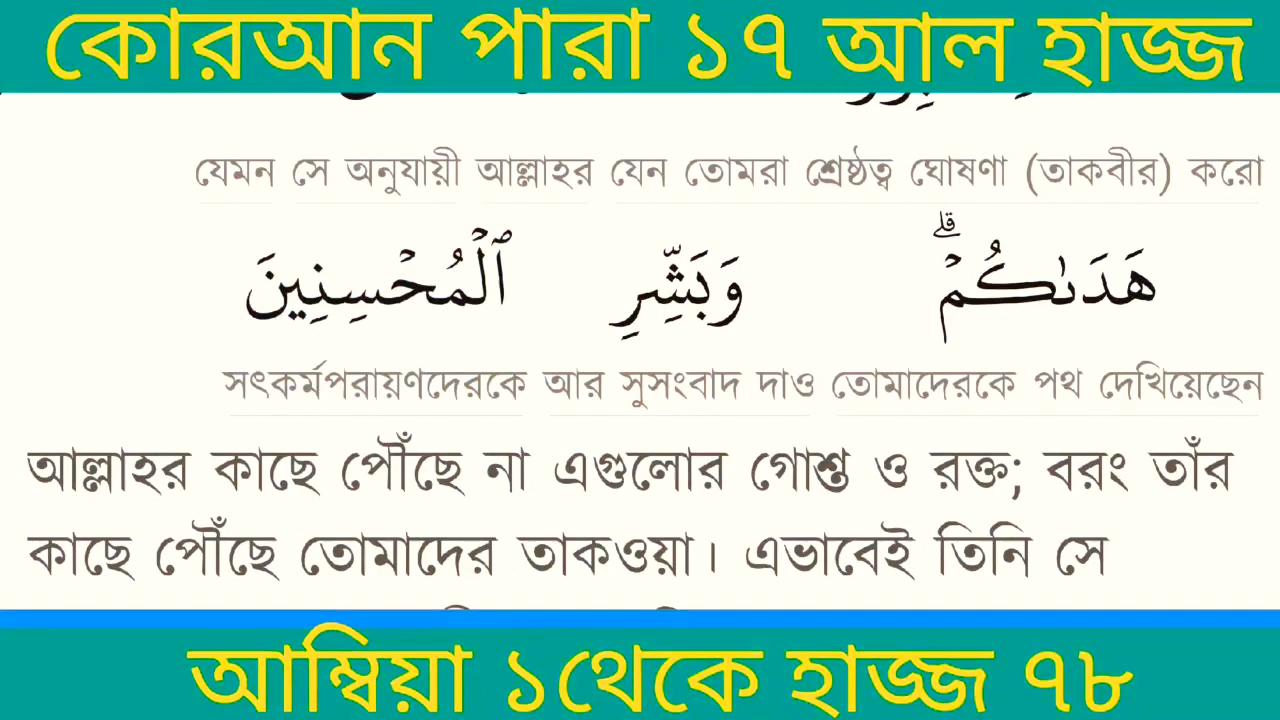 কোরআন পারা ১৭ আল হাজ্জ
যেমন সে অনুযায়ী আল্লাহর যেন তোমরা শ্রেষ্ঠত্ব ঘোষণা (তাকবীর) করো
هَدَىٰكُمْ ۗ وَبَشِّرِ ٱلْمُحْسِنِينَ
সৎকর্মপরায়ণদেরকে আর সুসংবাদ দাও তোমাদেরকে পথ দেখিয়েছেন
আল্লাহর কাছে পৌঁছে না এগুলোর গোশ্ত ও রক্ত; বরং তাঁর
কাছে পৌঁছে তোমাদের তাকওয়া। এভাবেই তিনি সে
আম্বিয়া ১থেকে হাজ্জ ৭৮